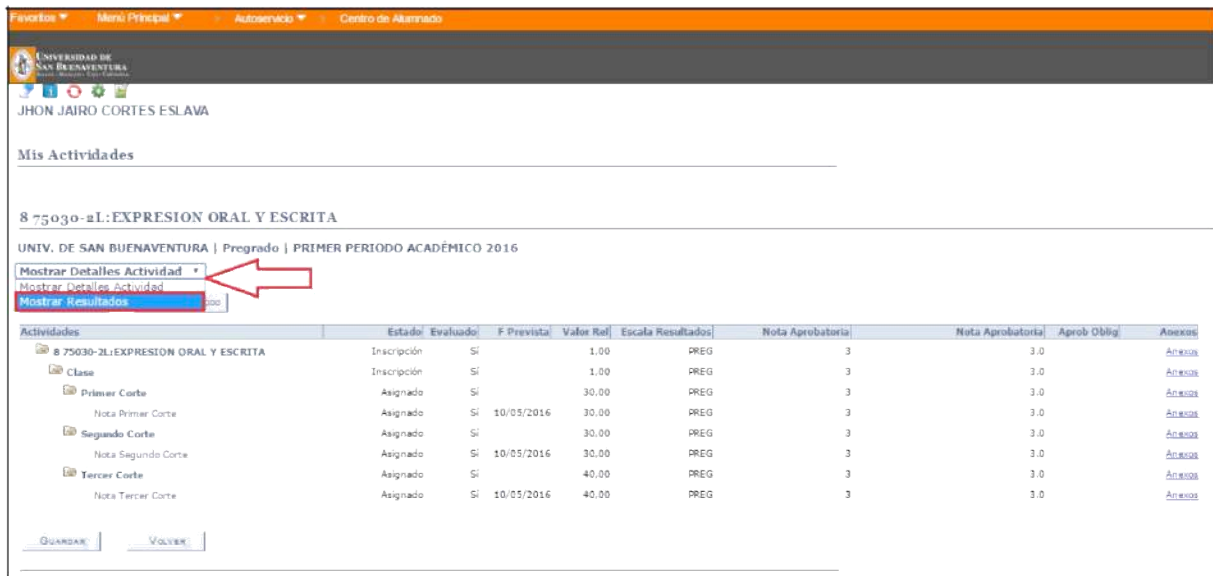 Favoritos Menú Principal Autoservicio Centro de Alumnado
UNIVERSIDAD DE
SAN BUENAVENTURA
JHON JAIRO CORTES ESLAVA
Mis Actividades
8 75030-2L:EXPRESION ORAL Y ESCRITA
UNIV. DE SAN BUENAVENTURA | Pregrado | PRIMER PERIODO ACADÉMICO 2016
Mostrar Detalles Actividad
Mostrar Detalles Actividad
Mostrar Resultados
Actividades Estado Evaluado F Prevista Valor Rel Escala Resultados Nota Aprobatoria Nota Aprobatoria Aprob Oblig Anexos
8 75030-2L:EXPRESION ORAL Y ESCRITA Inscripción Sí 1.00 PREG 3 3.0 Anexos
Clase Inscripción Sí 1.00 PREG 3 3.0 Anexos
Primer Corte Asignado Sí 30.00 PREG 3 3.0 Anexos
Nota Primer Corte Asignado Sí 10/05/2016 30.00 PREG 3 3.0 Anexos
Segundo Corte Asignado Sí 30.00 PREG 3 3.0 Anexos
Nota Segundo Corte Asignado Sí 10/05/2016 30.00 PREG 3 3.0 Anexos
Tercer Corte Asignado Sí 40.00 PREG 3 3.0 Anexos
Nota Tercer Corte Asignado Sí 10/05/2016 40.00 PREG 3 3.0 Anexos
GUARDAR VOLVER